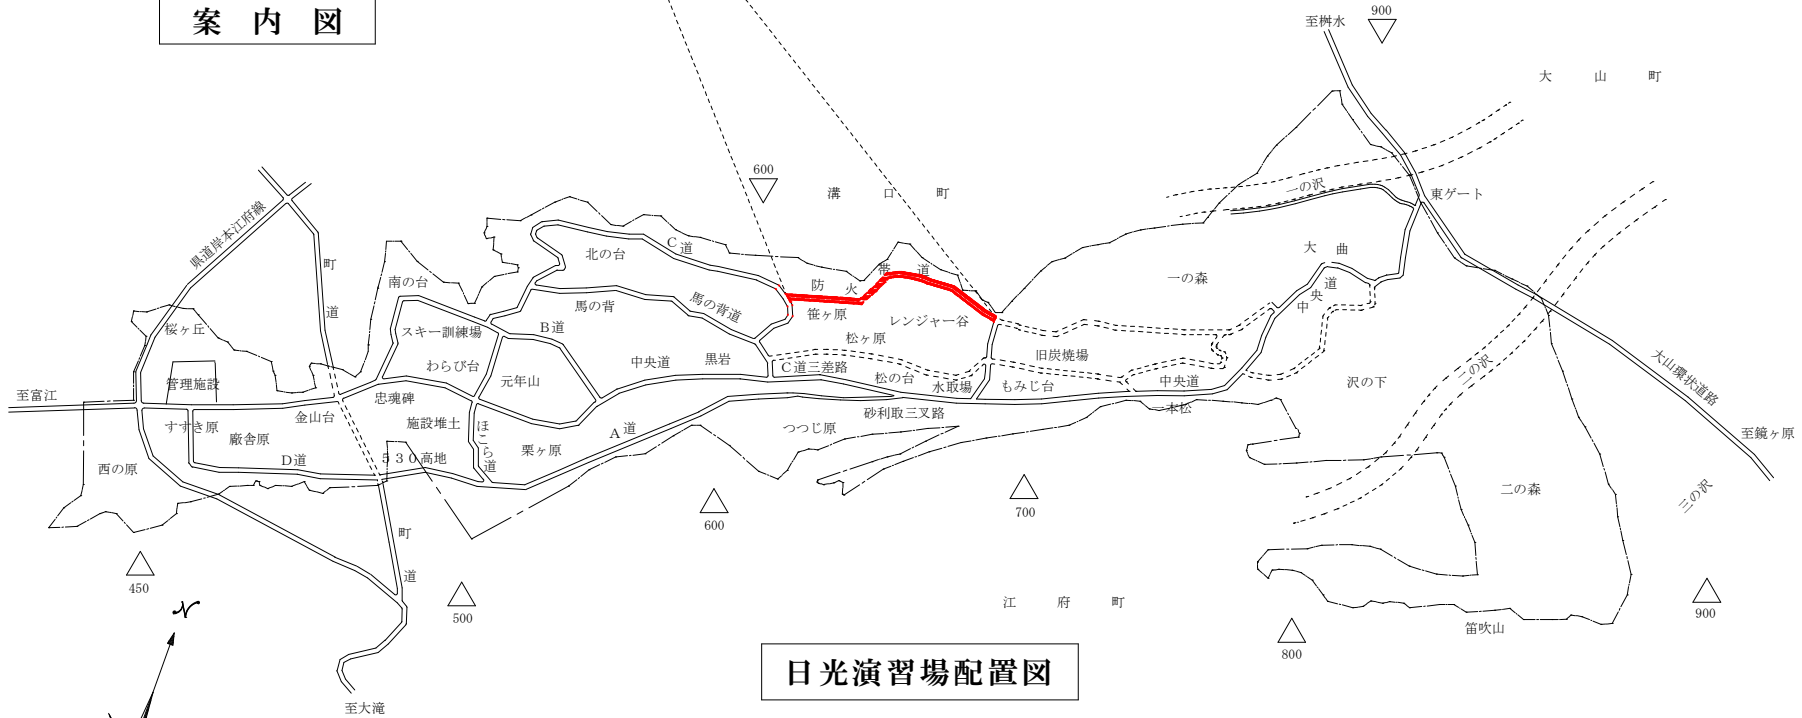 案内図
900
至桝水
大山町
600
溝口町
一の沢
東ゲート
県道岸本江府線
C道
北の台
大曲
町道
南の台
防火帯道
一の森
中央道
馬の背
馬の背道
笹ヶ原
レンジャー谷
桜ヶ丘
スキー訓練場
B道
松ヶ原
わらび台
中央道
黒岩
C道三差路
旧炭焼場
二の沢
大山環状道路
管理施設
元年山
松の台
水取場
もみじ台
中央道
沢の下
至富江
忠魂碑
金山台
施設堆土
砂利取三叉路
一本松
すすき原
廠舎原
ほこら道
A道
つつじ原
至鏡ヶ原
西の原
D道
530高地
栗ヶ原
二の森
三の沢
600
700
町道
450
500
江府町
900
笛吹山
800
N
日光演習場配置図
至大滝